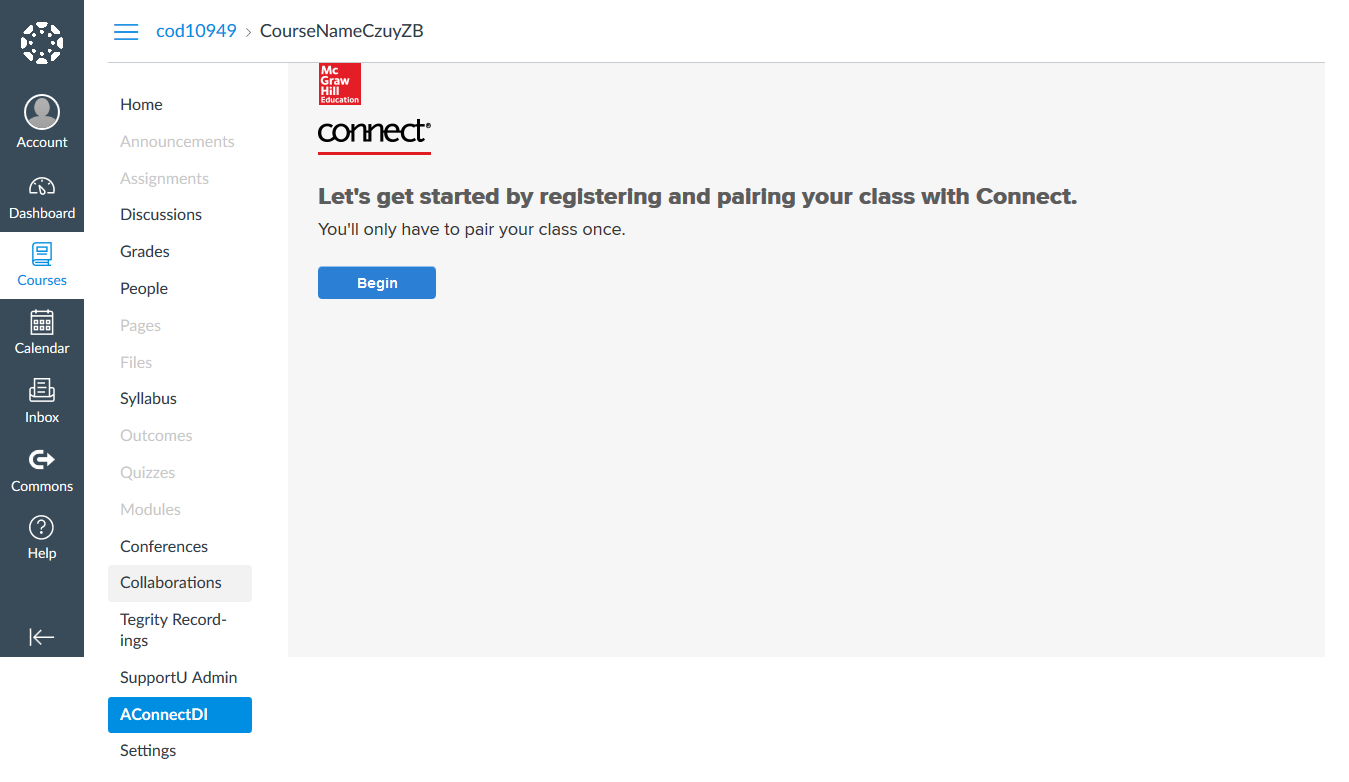 cod10949 › CourseNameCzuyZB
Account
Dashboard
Courses
Calendar
Inbox
Commons
Help
Home
Announcements
Assignments
Discussions
Grades
People
Pages
Files
Syllabus
Outcomes
Quizzes
Modules
Conferences
Collaborations
Tegrity Record-
ings
SupportU Admin
AConnectDI
Settings
Mc
Graw
Hill
Education
connect®
Let's get started by registering and pairing your class with Connect.
You'll only have to pair your class once.
Begin